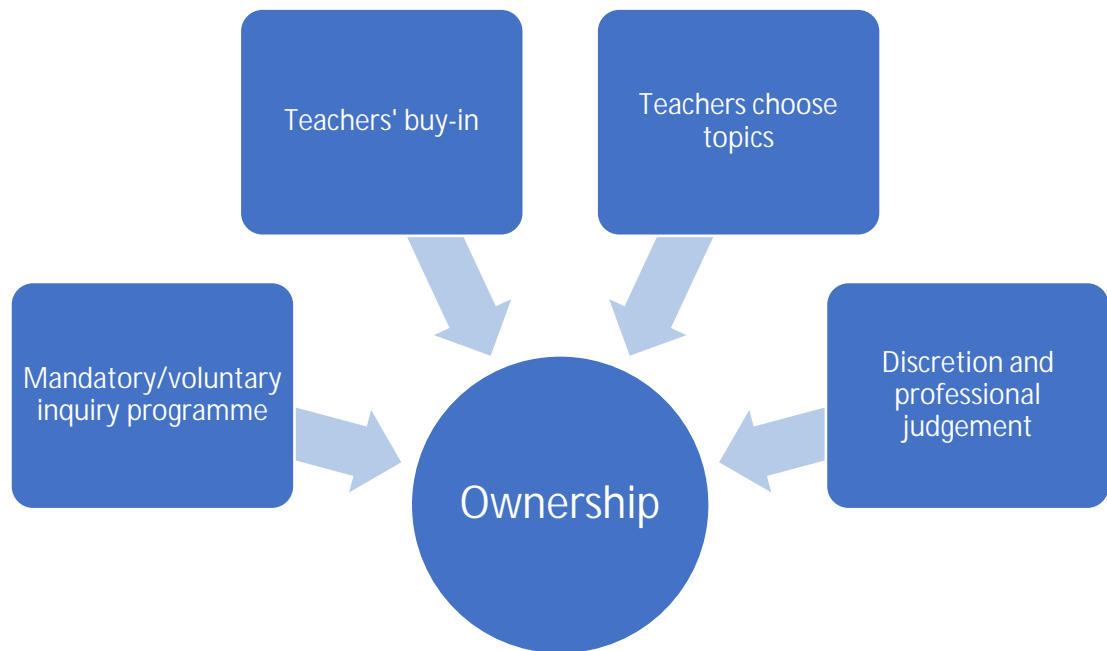 Teachers' buy-in
Teachers choose
topics
Mandatory/voluntary
inquiry programme
Discretion and
professional
judgement
Ownership